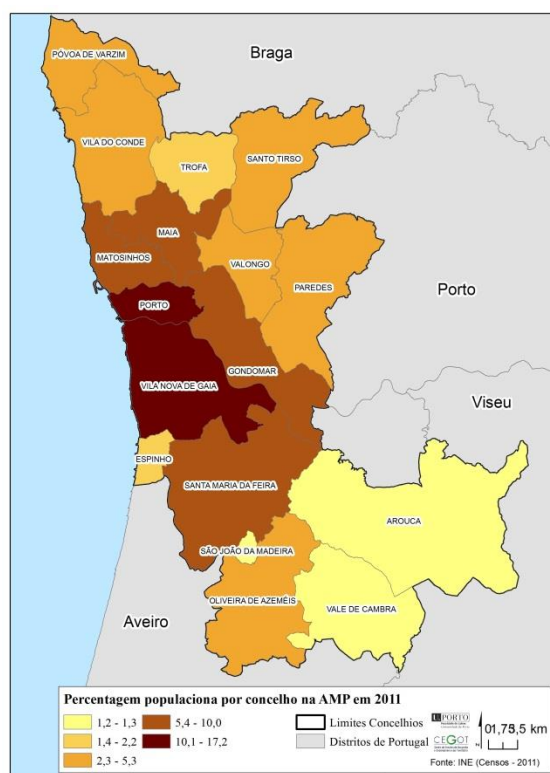 Braga
PÓVOA DE VARZIM
VILA DO CONDE
TROFA
SANTO TIRSO
MAIA
MATOSINHOS
VALONGO
PAREDES
PORTO
Porto
GONDOMAR
VILA NOVA DE GAIA
Viseu
ESPINHO
SANTA MARIA DA FEIRA
AROUCA
SÃO JOÃO DA MADEIRA
OLIVEIRA DE AZEMÉIS
VALE DE CAMBRA
Aveiro
Percentagem populaciona por concelho na AMP em 2011
1,2 - 1,3
5,4 - 10,0
Limites Concelhios
U.PORTO
1,4 - 2,2
10,1 - 17,2
Distritos de Portugal
CEGOT
2,3 - 5,3
Fonte: INE (Censos - 2011)